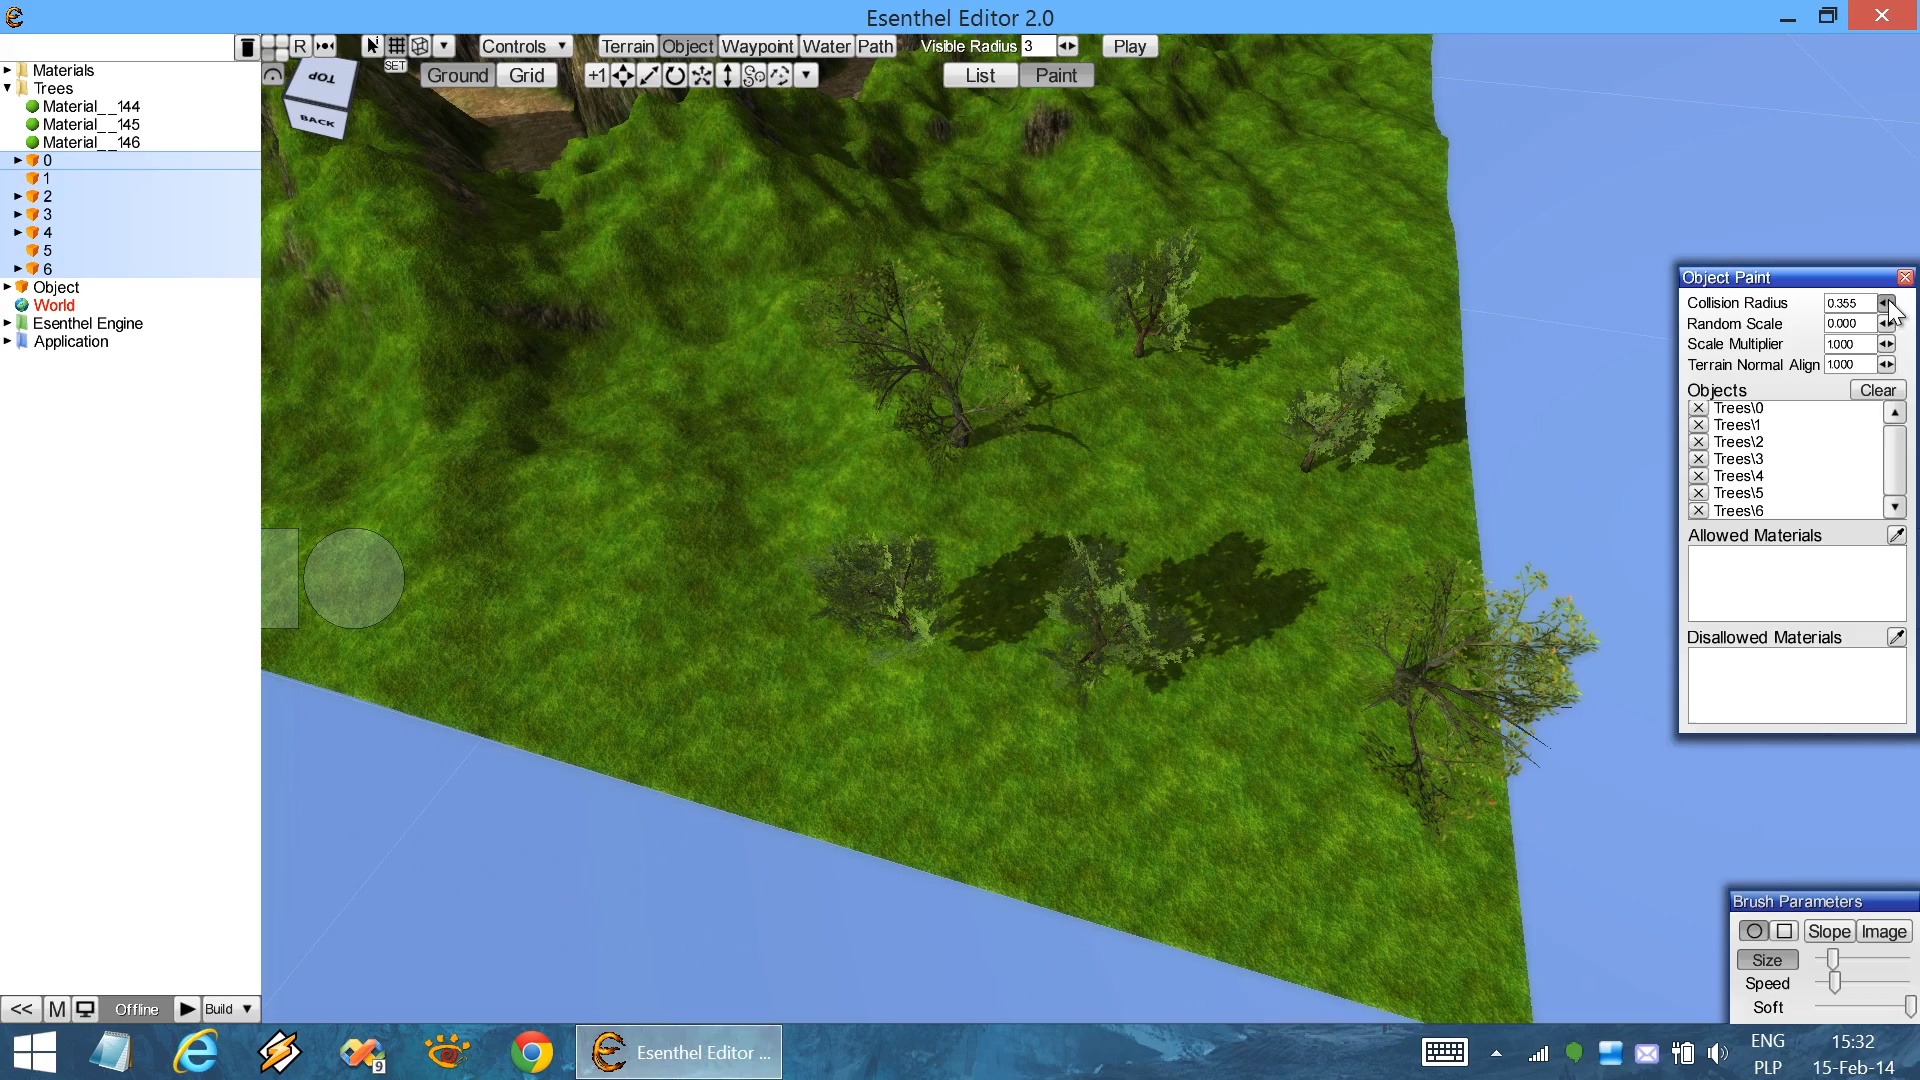 Esenthel Editor 2.0
R
Controls
Terrain Object Waypoint Water Path
Visible Radius 3
Play
SET
Ground Grid
+1
List Paint
TOP
BACK
Materials
Trees
Material__144
Material__145
Material__146
0
1
2
3
4
5
6
Object
World
Esenthel Engine
Application
Object Paint
Collision Radius 0.355
Random Scale 0.000
Scale Multiplier 1.000
Terrain Normal Align 1.000
Objects Clear
Trees\0
Trees\1
Trees\2
Trees\3
Trees\4
Trees\5
Trees\6
Allowed Materials
Disallowed Materials
Brush Parameters
Slope Image
Size
Speed
Soft
<< M Offline Build
9
Esenthel Editor ...
ENG
PLP
15:32
15-Feb-14